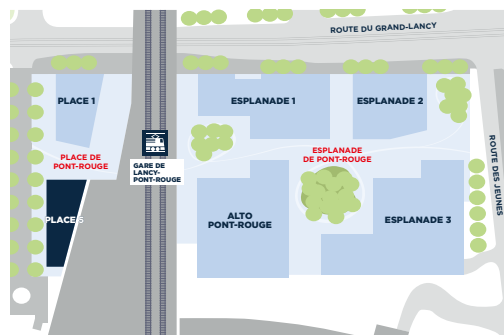 ROUTE DU GRAND-LANCY
PLACE 1
ESPLANADE 1
ESPLANADE 2
PLACE DE
PONT-ROUGE
GARE DE
LANCY-
PONT-ROUGE
ESPLANADE
DE PONT-ROUGE
ROUTE DES JEUNES
PLACE 5
ALTO
PONT-ROUGE
ESPLANADE 3